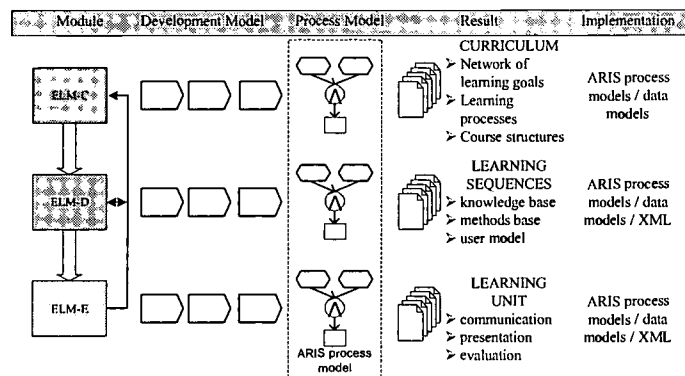 Module Development Model Process Model Result Implementation
ELM-C
CURRICULUM
➢ Network of
learning goals
➢ Learning
processes
➢ Course structures
ARIS process
models / data
models
ELM-D
LEARNING
SEQUENCES
➢ knowledge base
➢ methods base
➢ user model
ARIS process
models / data
models / XML
ELM-E
LEARNING
UNIT
➢ communication
➢ presentation
➢ evaluation
ARIS process
models / data
models / XML
ARIS process
model